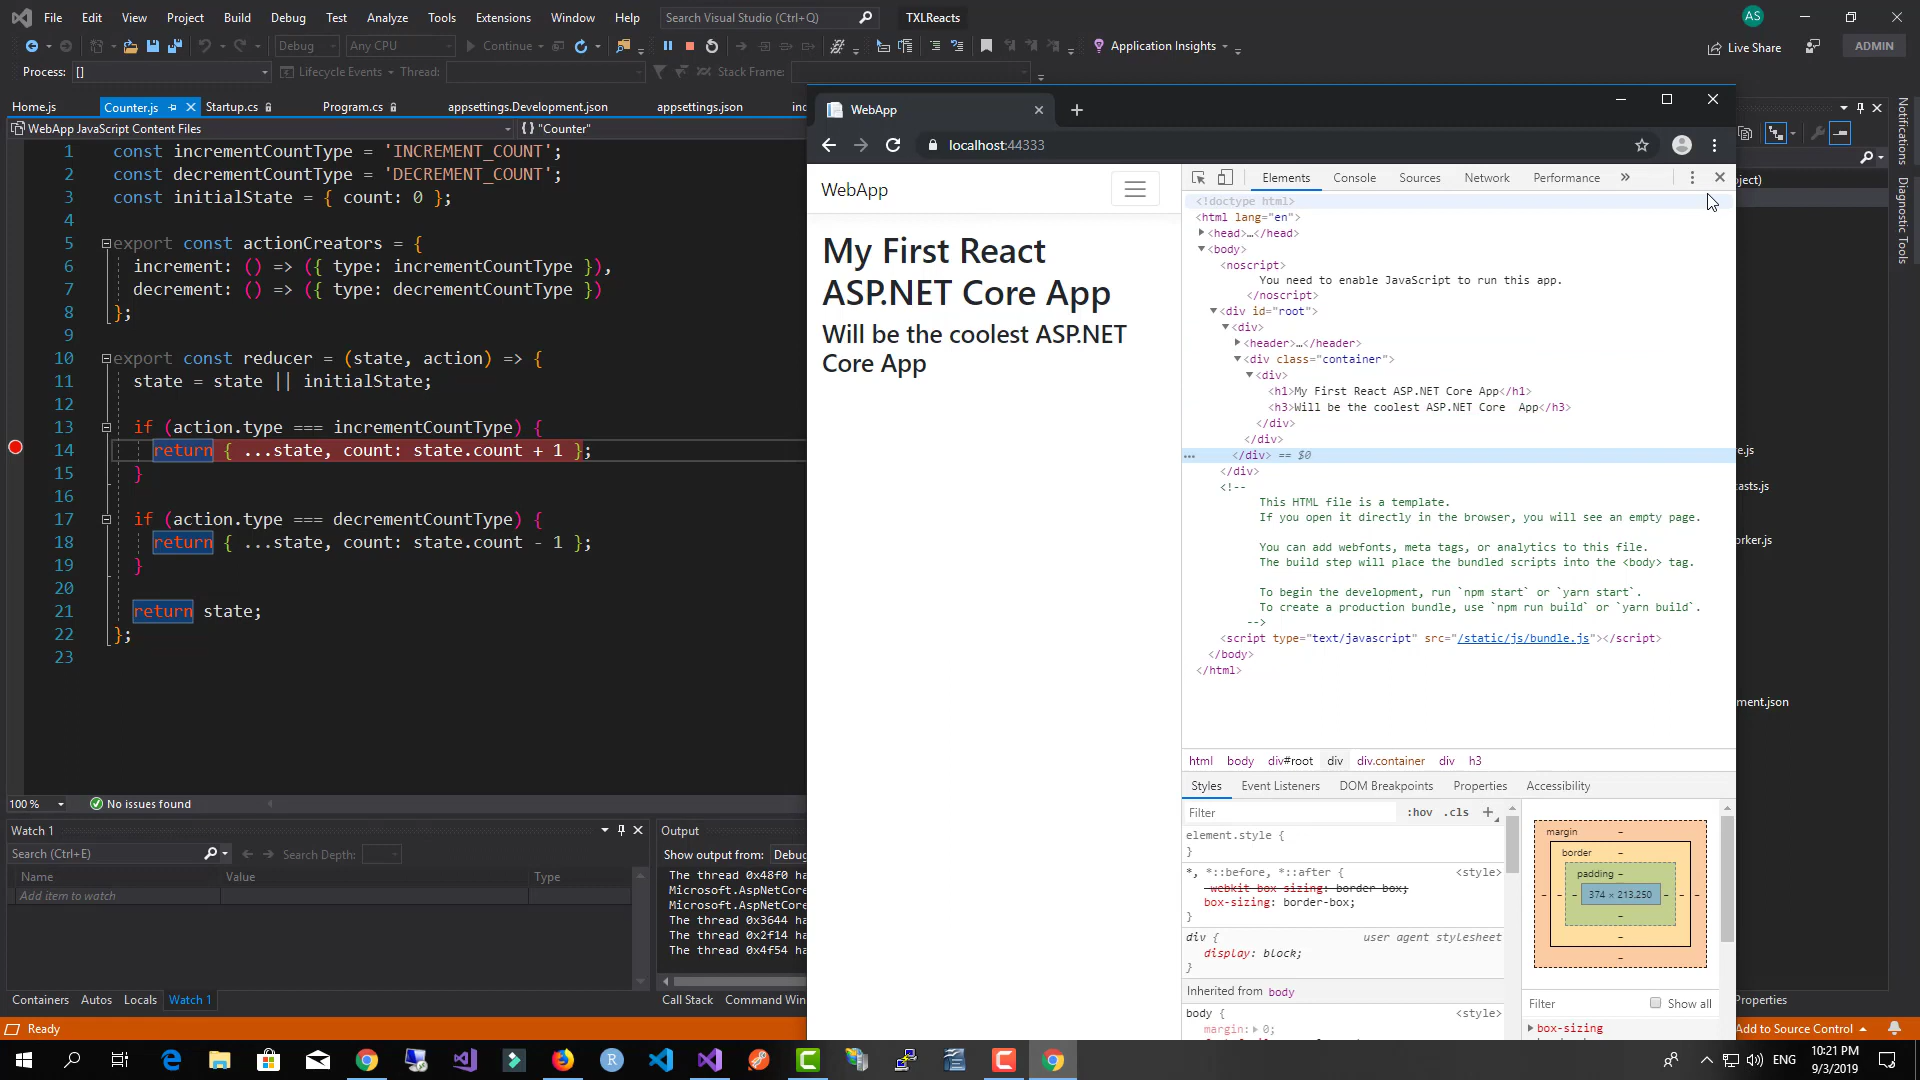 File Edit View Project Build Debug Test Analyze Tools Extensions Window Help Search Visual Studio (Ctrl+Q) TXLReacts AS
Debug Any CPU Continue Application Insights Live Share ADMIN
Process: [] Lifecycle Events Thread: Stack Frame:
Home.js Counter.js Startup.cs Program.cs appsettings.Development.json appsettings.json
WebApp JavaScript Content Files "Counter"
1 const incrementCountType = 'INCREMENT_COUNT';
2 const decrementCountType = 'DECREMENT_COUNT';
3 const initialState = { count: 0 };
4
5 export const actionCreators = {
6 increment: () => ({ type: incrementCountType }),
7 decrement: () => ({ type: decrementCountType })
8 };
9
10 export const reducer = (state, action) => {
11 state = state || initialState;
12
13 if (action.type === incrementCountType) {
14 return { ...state, count: state.count + 1 };
15 }
16
17 if (action.type === decrementCountType) {
18 return { ...state, count: state.count - 1 };
19 }
20
21 return state;
22 };
23
100 % No issues found
Watch 1
Search (Ctrl+E) Search Depth:
Name Value Type
Add item to watch
Containers Autos Locals Watch 1
Output
Show output from: Debug
The thread 0x48f0 ha
Microsoft.AspNetCore
Microsoft.AspNetCore
The thread 0x3644 ha
The thread 0x2f14 ha
The thread 0x4f54 ha
Call Stack Command Win
Ready
WebApp
localhost:44333
WebApp
My First React
ASP.NET Core App
Will be the coolest ASP.NET
Core App
Elements Console Sources Network Performance »
<!doctype html>
<html lang="en">
<head>…</head>
<body>
<noscript>
You need to enable JavaScript to run this app.
</noscript>
<div id="root">
<div>
<header>…</header>
<div class="container">
<div>
<h1>My First React ASP.NET Core App</h1>
<h3>Will be the coolest ASP.NET Core  App</h3>
</div>
</div>
… </div> == $0
</div>
<!--
This HTML file is a template.
If you open it directly in the browser, you will see an empty page.
You can add webfonts, meta tags, or analytics to this file.
The build step will place the bundled scripts into the <body> tag.
To begin the development, run `npm start` or `yarn start`.
To create a production bundle, use `npm run build` or `yarn build`.
-->
<script type="text/javascript" src="/static/js/bundle.js"></script>
</body>
</html>
html body div#root div div.container div h3
Styles Event Listeners DOM Breakpoints Properties Accessibility
Filter :hov .cls +
element.style {
}
*, *::before, *::after { <style>
-webkit-box-sizing: border-box;
box-sizing: border-box;
}
div { user agent stylesheet
display: block;
}
Inherited from body
body { <style>
margin: 0;
margin –
border –
padding –
374 × 213.250
Filter Show all
box-sizing
ject)
e.js
asts.js
orker.js
ment.json
Properties
Add to Source Control
Notifications
Diagnostic Tools
ENG 10:21 PM
9/3/2019